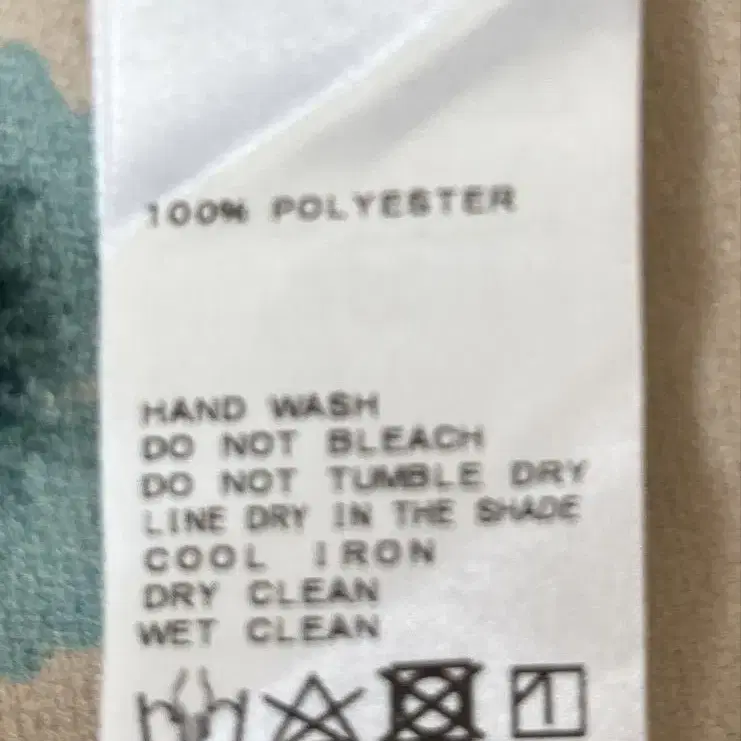 100% POLYESTER
HAND WASH
DO NOT BLEACH
DO NOT TUMBLE DRY
LINE DRY IN THE SHADE
COOL IRON
DRY CLEAN
WET CLEAN